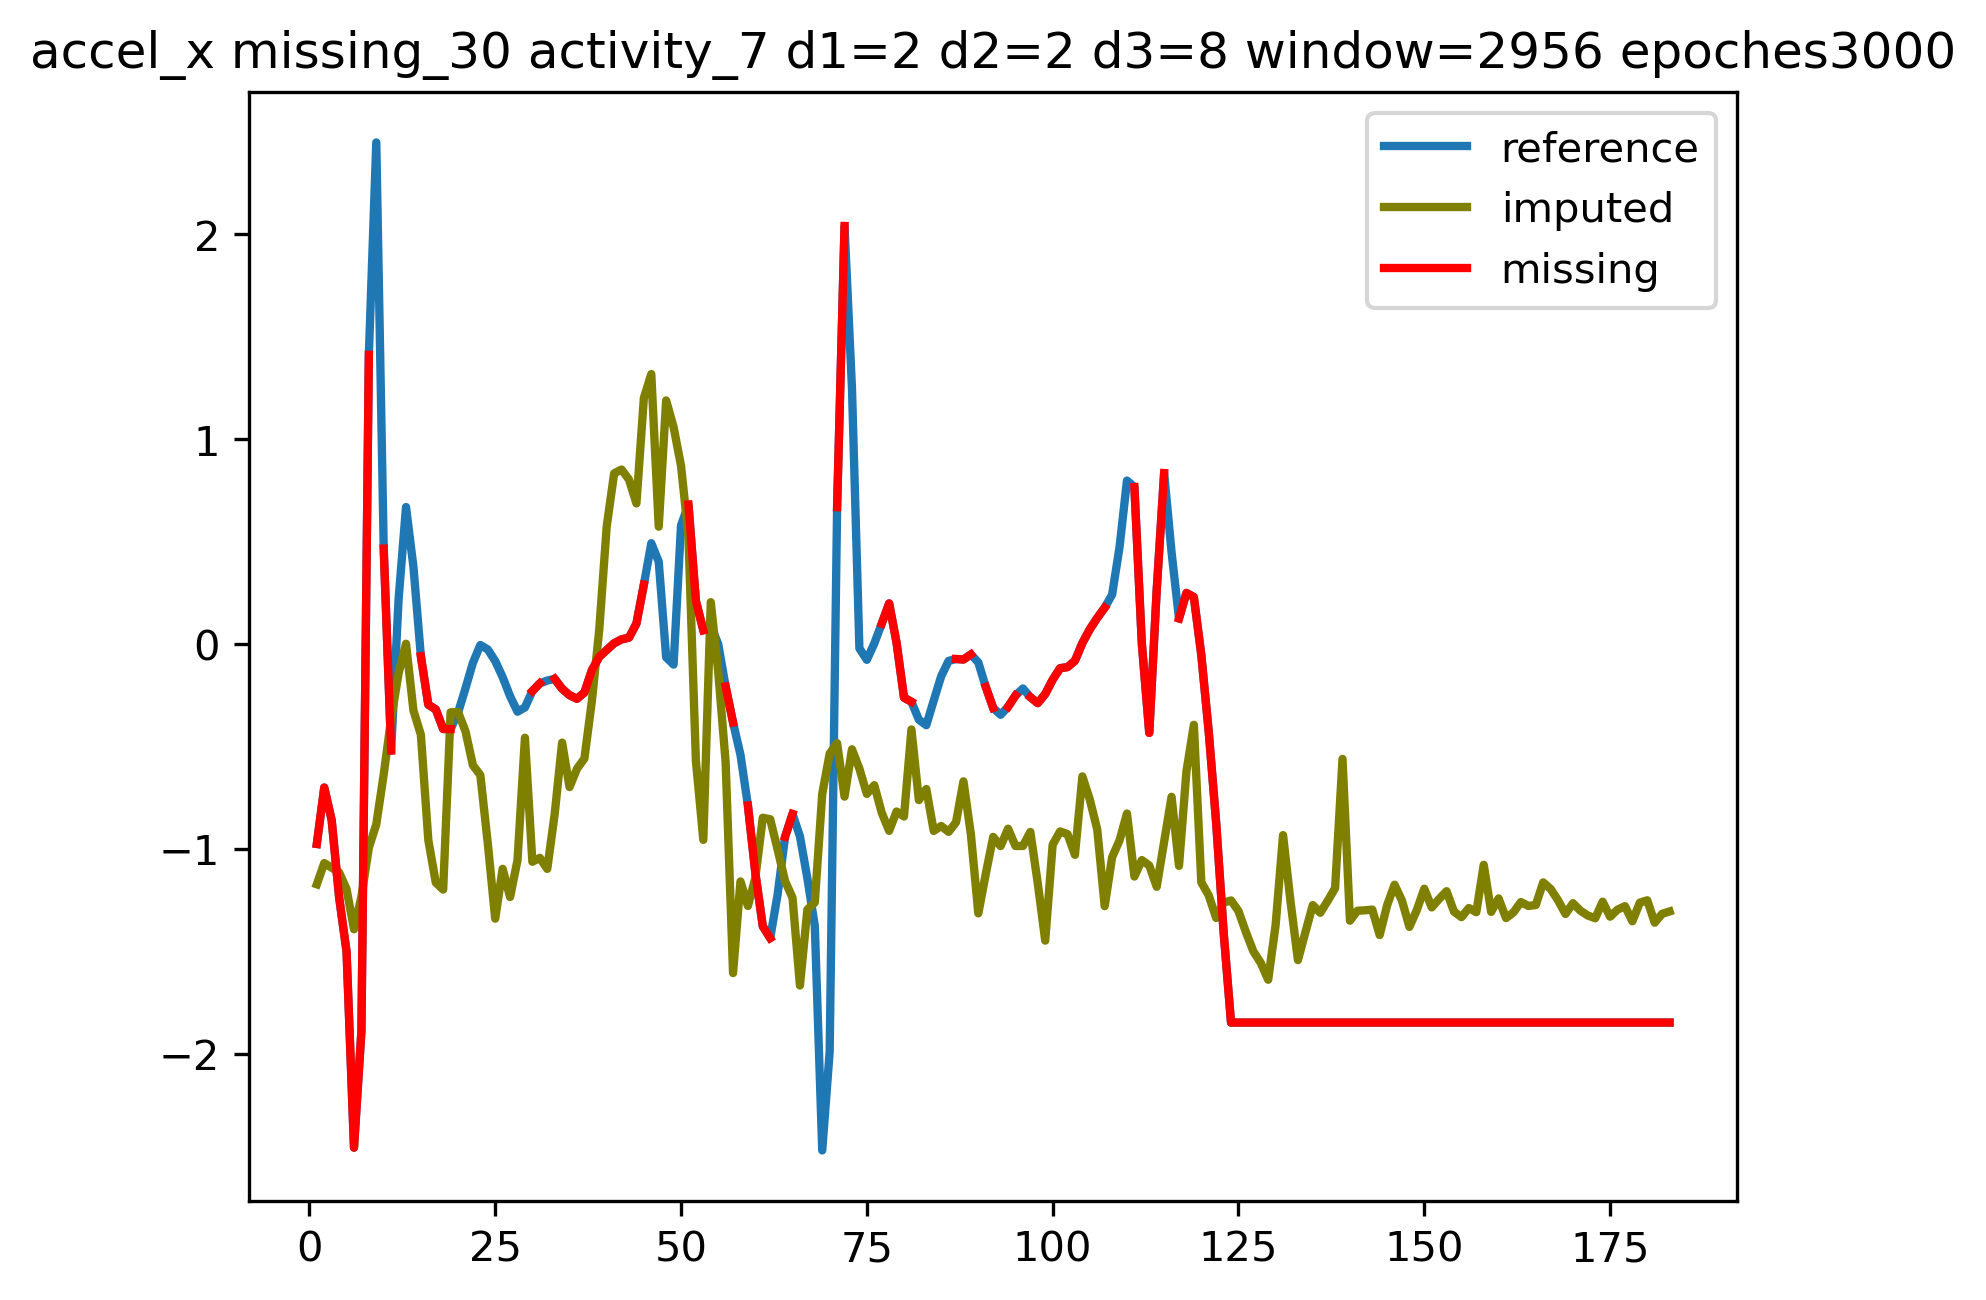 accel_x missing_30 activity_7 d1=2 d2=2 d3=8 window=2956 epoches3000
reference
imputed
missing
2
1
0
−1
−2
0 25 50 75 100 125 150 175